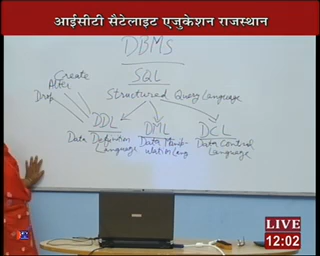 आईसीटी सैटेलाइट एजुकेशन राजस्थान
DBMS
SQL
Structured Query Language
Create
Alter
Drop
DDL DML DCL
Data Definition Language
Data Manipulation Lang
Data Control Language
LIVE
12:02